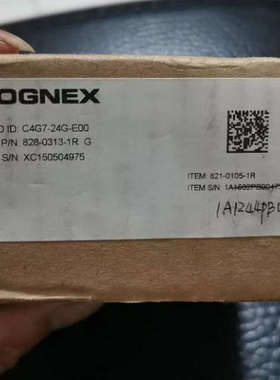 OGNEX
D ID: C4G7-24G-E00
P/N 828-0313-1R G
S/N: XC150504975
ITEM: 821-0105-1R
ITEM S/N: